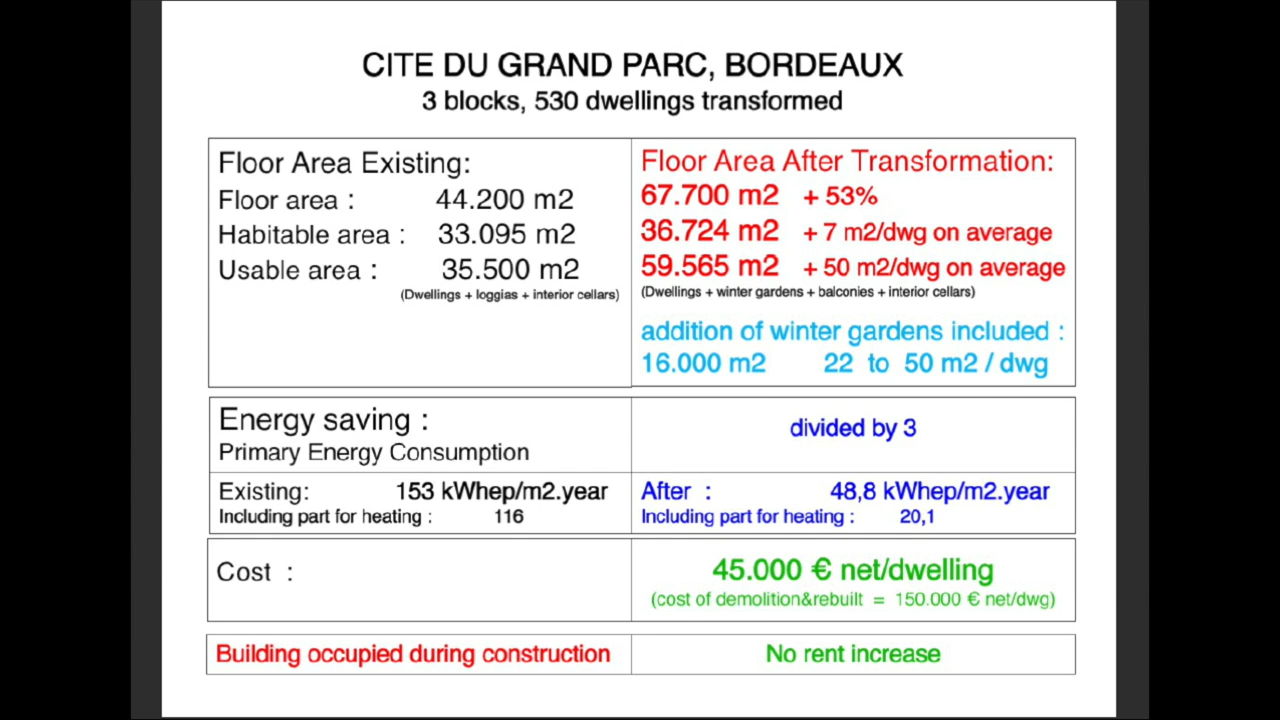 CITE DU GRAND PARC, BORDEAUX
3 blocks, 530 dwellings transformed
Floor Area Existing:
Floor area : 44.200 m2
Habitable area : 33.095 m2
Usable area : 35.500 m2
(Dwellings + loggias + interior cellars)
Floor Area After Transformation:
67.700 m2 + 53%
36.724 m2 + 7 m2/dwg on average
59.565 m2 + 50 m2/dwg on average
(Dwellings + winter gardens + balconies + interior cellars)
addition of winter gardens included :
16.000 m2 22 to 50 m2 / dwg
Energy saving :
Primary Energy Consumption
divided by 3
Existing: 153 kWhep/m2.year
Including part for heating : 116
After : 48,8 kWhep/m2.year
Including part for heating : 20,1
Cost :
45.000 € net/dwelling
(cost of demolition&rebuilt = 150.000 € net/dwg)
Building occupied during construction
No rent increase